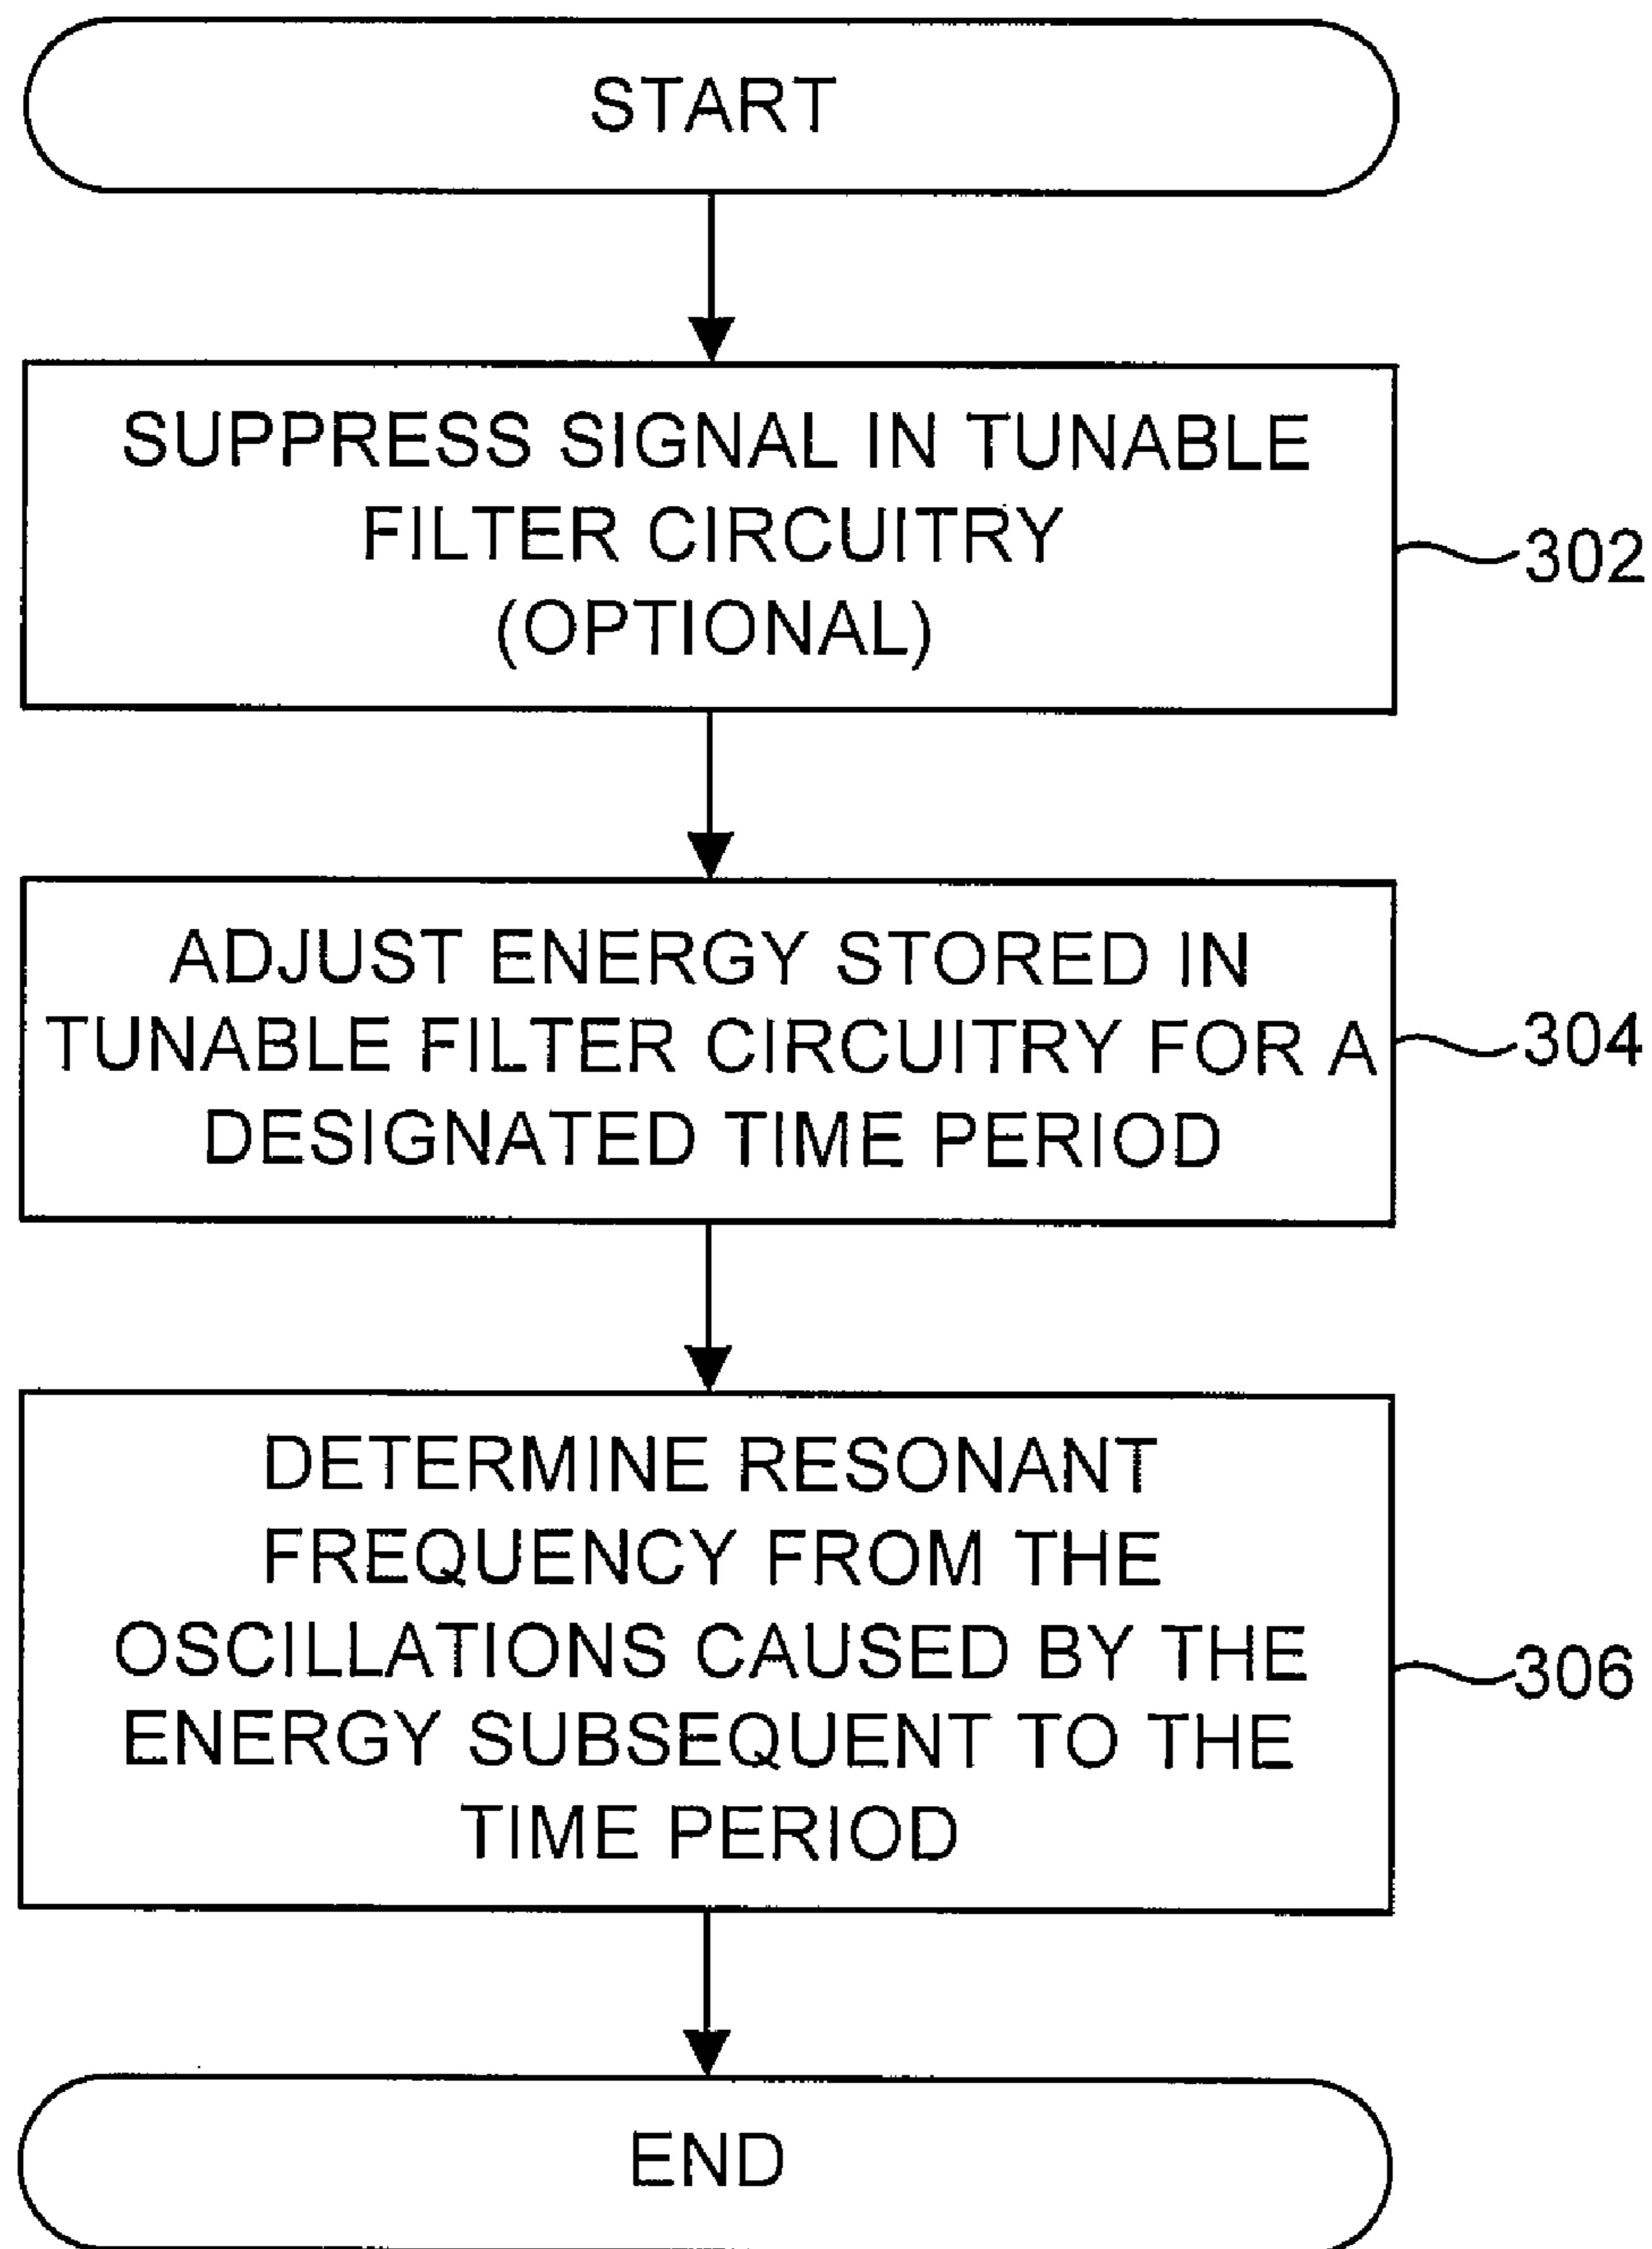 START
SUPPRESS SIGNAL IN TUNABLE
FILTER CIRCUITRY
(OPTIONAL)
302
ADJUST ENERGY STORED IN
TUNABLE FILTER CIRCUITRY FOR A
DESIGNATED TIME PERIOD
304
DETERMINE RESONANT
FREQUENCY FROM THE
OSCILLATIONS CAUSED BY THE
ENERGY SUBSEQUENT TO THE
TIME PERIOD
306
END